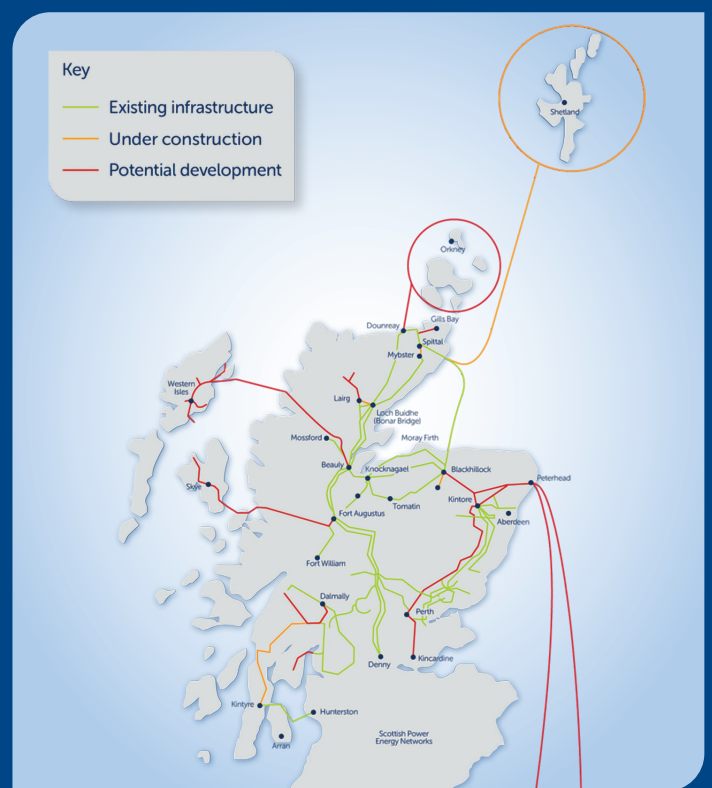 Key
Existing infrastructure
Under construction
Potential development
Shetland
Orkney
Gills Bay
Dounreay
Spittal
Mybster
Western
Isles
Lairg
Loch Buidhe
(Bonar Bridge)
Mossford
Moray Firth
Beauly
Knocknagael
Blackhillock
Peterhead
Skye
Kintore
Tomatin
Fort Augustus
Aberdeen
Fort William
Dalmally
Perth
Denny
Kincardine
Kintyre
Hunterston
Arran
Scottish Power
Energy Networks